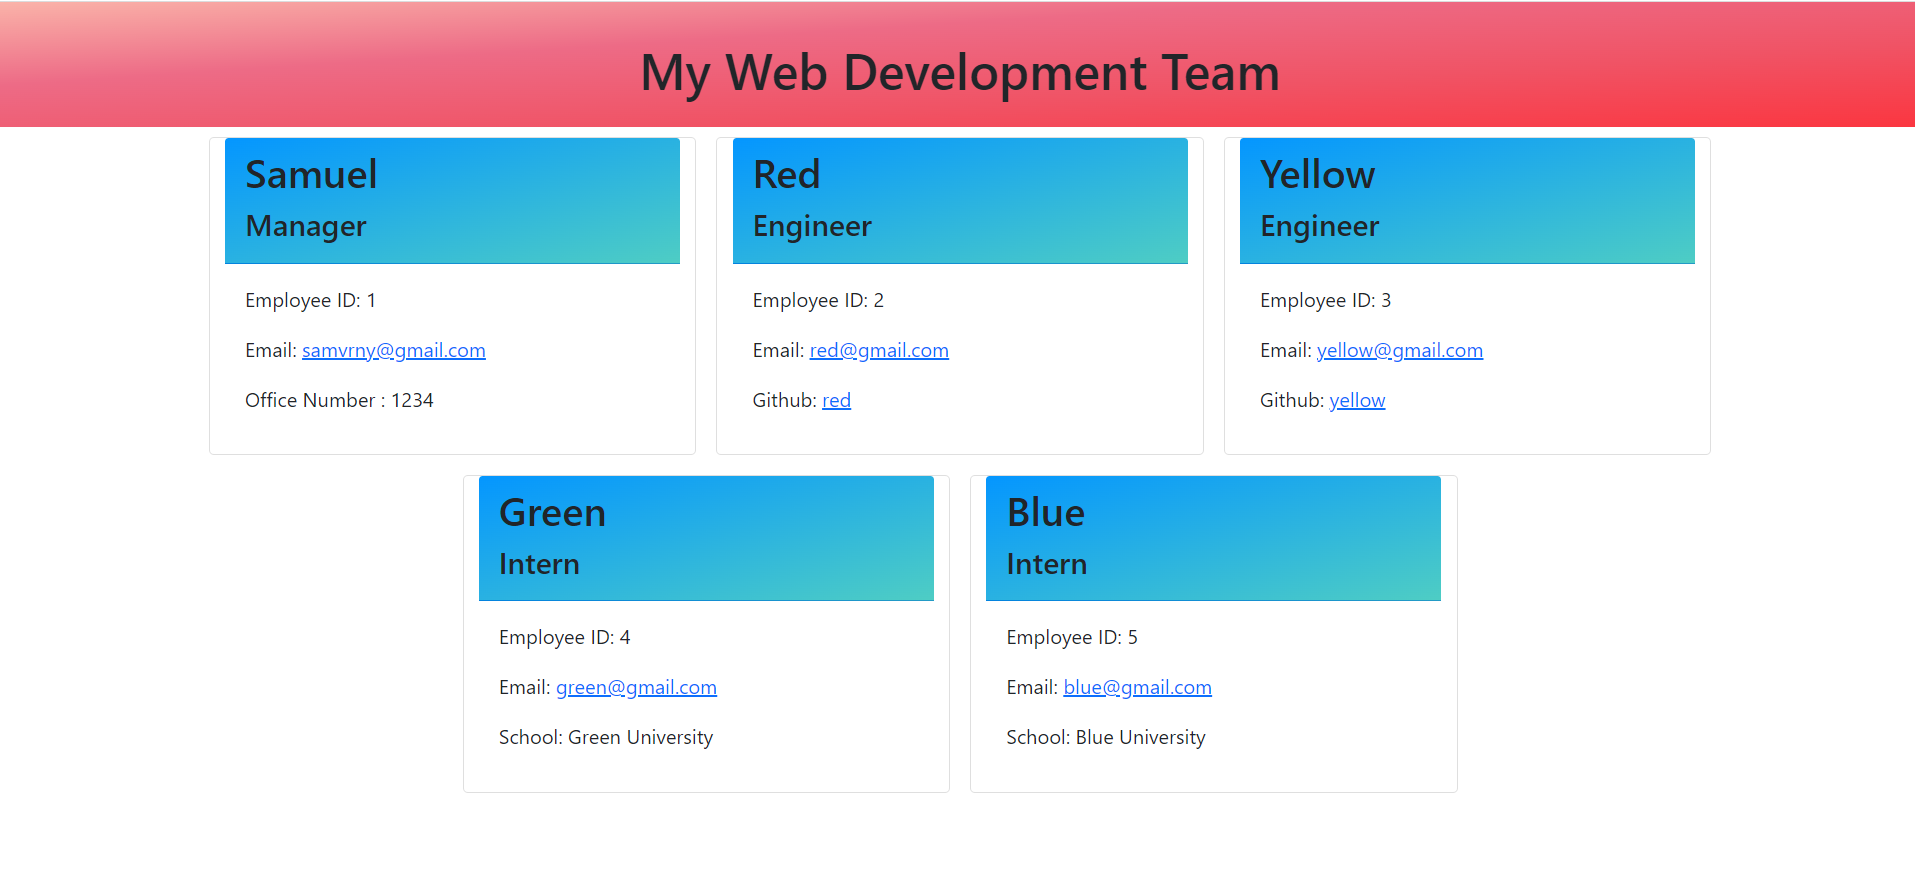 My Web Development Team
Samuel
Manager
Employee ID: 1
Email: samvrny@gmail.com
Office Number : 1234
Red
Engineer
Employee ID: 2
Email: red@gmail.com
Github: red
Yellow
Engineer
Employee ID: 3
Email: yellow@gmail.com
Github: yellow
Green
Intern
Employee ID: 4
Email: green@gmail.com
School: Green University
Blue
Intern
Employee ID: 5
Email: blue@gmail.com
School: Blue University